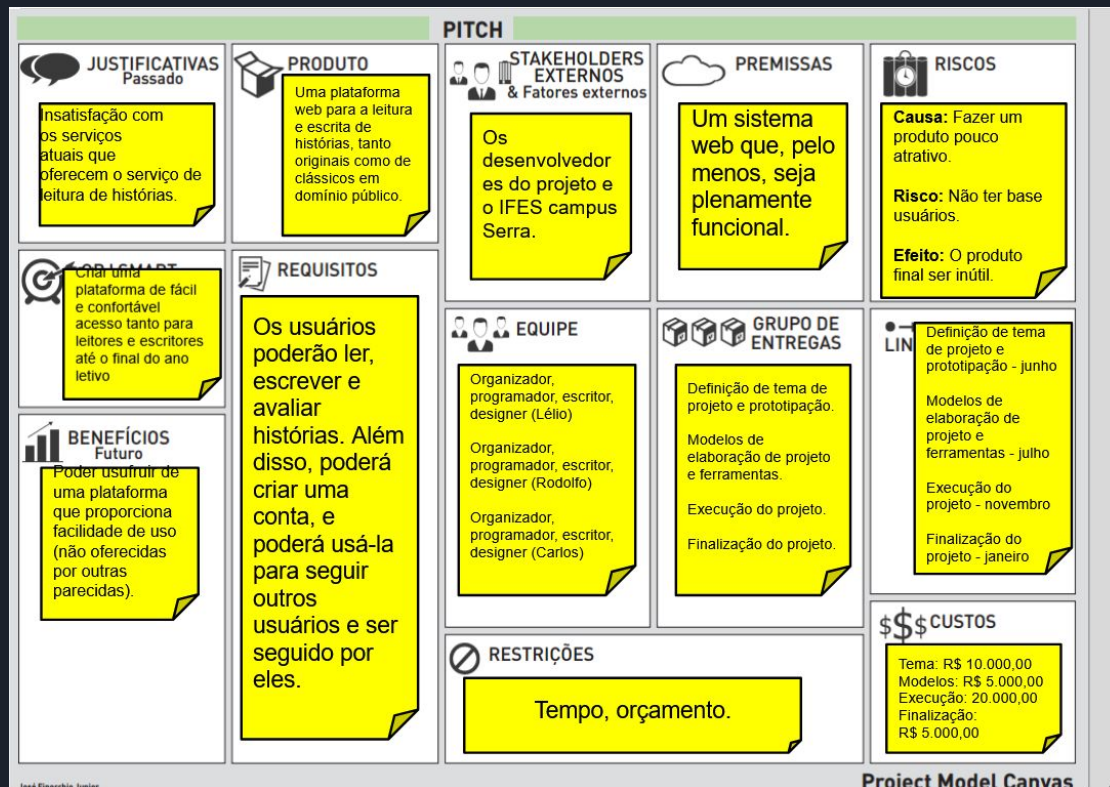 PITCH
JUSTIFICATIVAS
Passado
Insatisfação com
os serviços
atuais que
oferecem o serviço de
leitura de histórias.
PRODUTO
Uma plataforma
web para a leitura
e escrita de
histórias, tanto
originais como de
clássicos em
domínio público.
STAKEHOLDERS
EXTERNOS
& Fatores externos
Os
desenvolvedor
es do projeto e
o IFES campus
Serra.
PREMISSAS
Um sistema
web que, pelo
menos, seja
plenamente
funcional.
RISCOS
Causa: Fazer um
produto pouco
atrativo.
Risco: Não ter base
usuários.
Efeito: O produto
final ser inútil.
Criar uma
plataforma de fácil
e confortável
acesso tanto para
leitores e escritores
até o final do ano
letivo
REQUISITOS
Os usuários
poderão ler,
escrever e
avaliar
histórias. Além
disso, poderá
criar uma
conta, e
poderá usá-la
para seguir
outros
usuários e ser
seguido por
eles.
EQUIPE
Organizador,
programador, escritor,
designer (Lélio)
Organizador,
programador, escritor,
designer (Rodolfo)
Organizador,
programador, escritor,
designer (Carlos)
GRUPO DE
ENTREGAS
Definição de tema de
projeto e prototipação.
Modelos de
elaboração de projeto
e ferramentas.
Execução do projeto.
Finalização do projeto.
LIN
Definição de tema
de projeto e
prototipação - junho
Modelos de
elaboração de
projeto e
ferramentas - julho
Execução do
projeto - novembro
Finalização do
projeto - janeiro
BENEFÍCIOS
Futuro
Poder usufruir de
uma plataforma
que proporciona
facilidade de uso
(não oferecidas
por outras
parecidas).
RESTRIÇÕES
Tempo, orçamento.
$$$ CUSTOS
Tema: R$ 10.000,00
Modelos: R$ 5.000,00
Execução: 20.000,00
Finalização:
R$ 5.000,00
Project Model Canvas